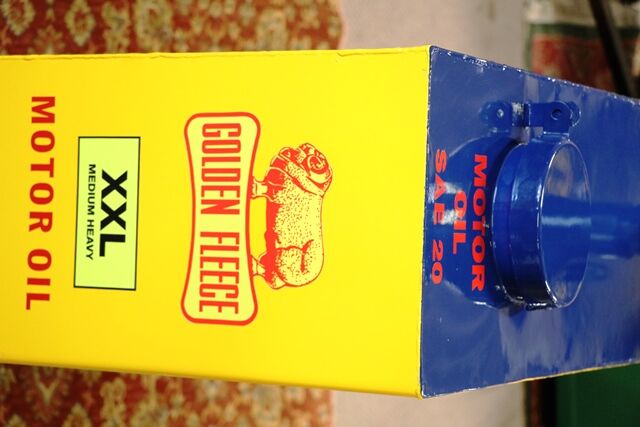 MOTOR
OIL
SAE 20
GOLDEN FLEECE
XXL
MEDIUM HEAVY
MOTOR OIL